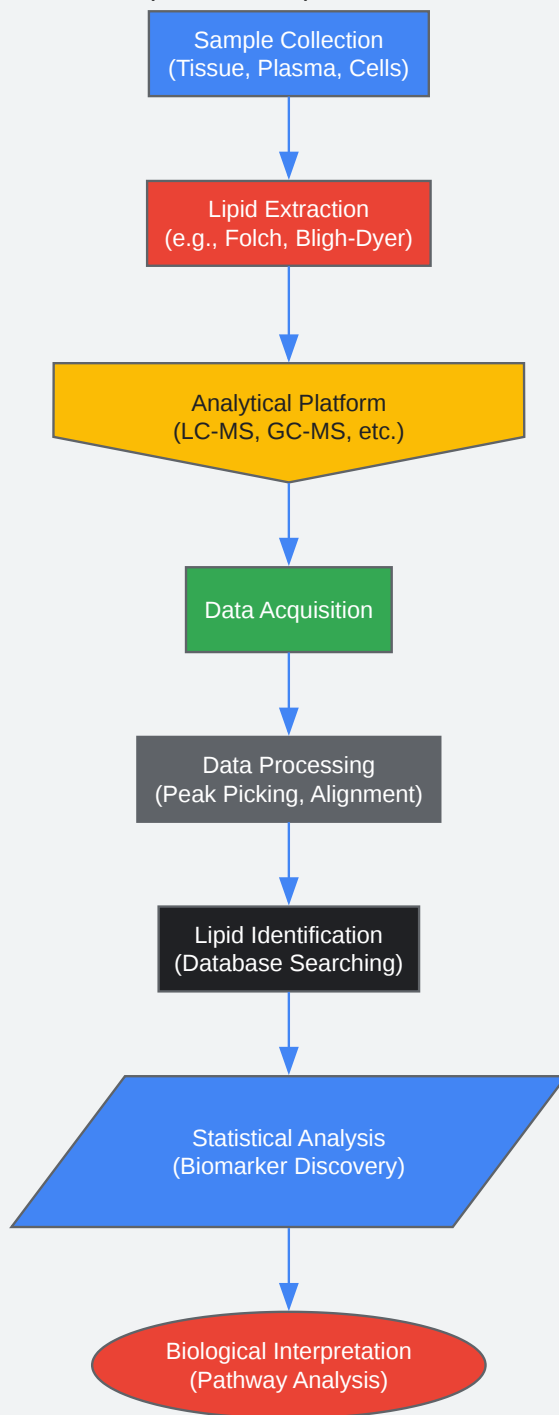 Sample Collection
(Tissue, Plasma, Cells)
Lipid Extraction
(e.g., Folch, Bligh-Dyer)
Analytical Platform
(LC-MS, GC-MS, etc.)
Data Acquisition
Data Processing
(Peak Picking, Alignment)
Lipid Identification
(Database Searching)
Statistical Analysis
(Biomarker Discovery)
Biological Interpretation
(Pathway Analysis)